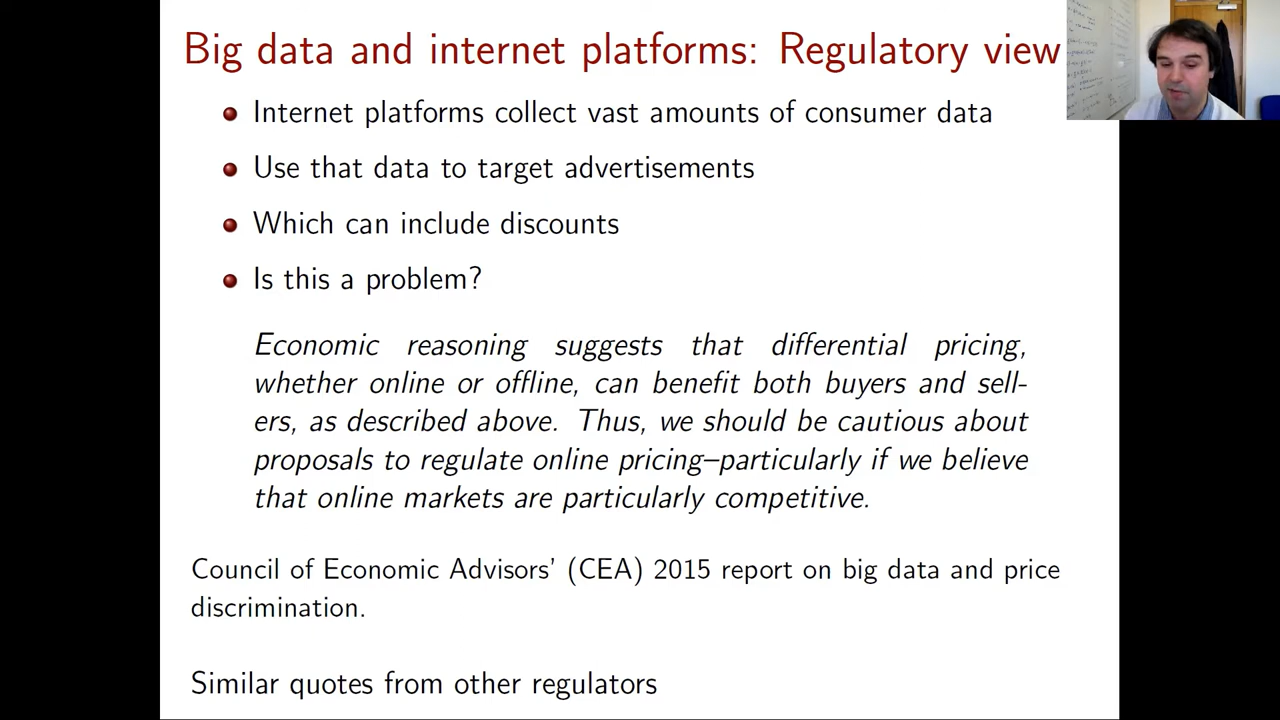 Big data and internet platforms: Regulatory view
Internet platforms collect vast amounts of consumer data
Use that data to target advertisements
Which can include discounts
Is this a problem?
Economic reasoning suggests that differential pricing,
whether online or offline, can benefit both buyers and sell-
ers, as described above. Thus, we should be cautious about
proposals to regulate online pricing–particularly if we believe
that online markets are particularly competitive.
Council of Economic Advisors' (CEA) 2015 report on big data and price
discrimination.
Similar quotes from other regulators